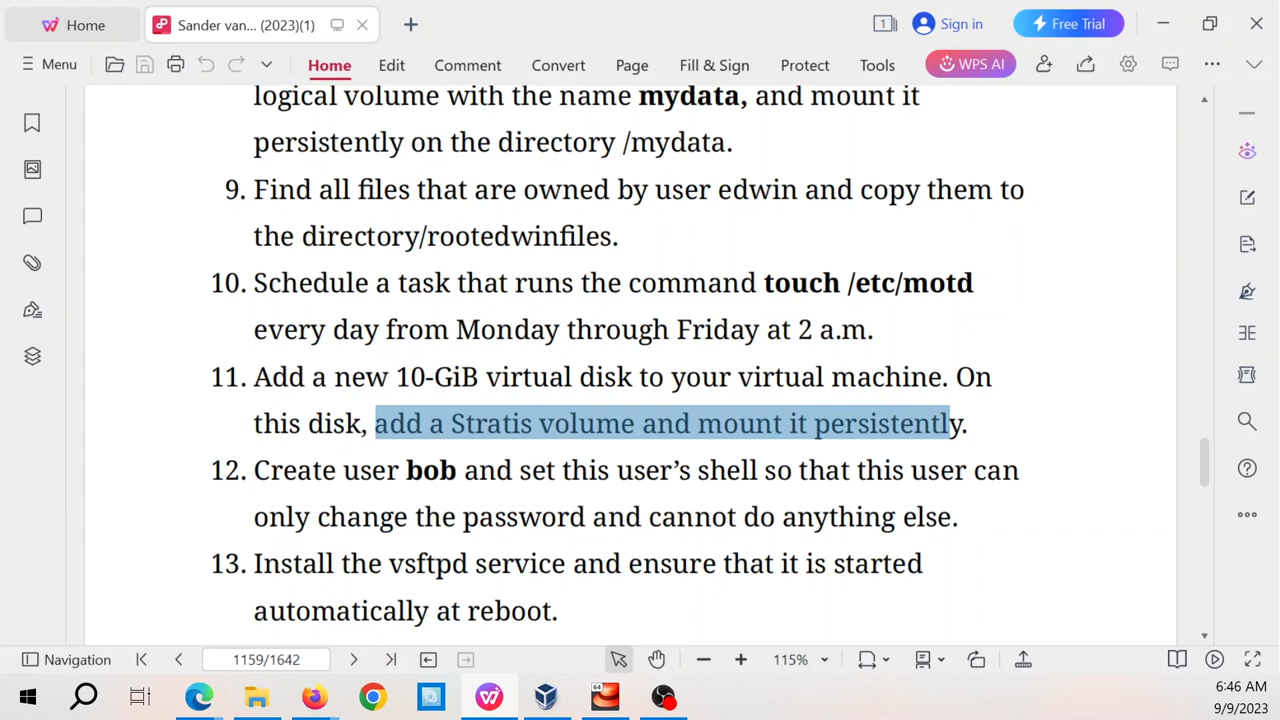 Home
Sander van... (2023)(1)
1
Sign in
Free Trial
Menu
Home
Edit
Comment
Convert
Page
Fill & Sign
Protect
Tools
WPS AI
logical volume with the name mydata, and mount it
persistently on the directory /mydata.
9. Find all files that are owned by user edwin and copy them to
the directory/rootedwinfiles.
10. Schedule a task that runs the command touch /etc/motd
every day from Monday through Friday at 2 a.m.
11. Add a new 10-GiB virtual disk to your virtual machine. On
this disk, add a Stratis volume and mount it persistently.
12. Create user bob and set this user’s shell so that this user can
only change the password and cannot do anything else.
13. Install the vsftpd service and ensure that it is started
automatically at reboot.
Navigation
1159/1642
115%
64
6:46 AM
9/9/2023